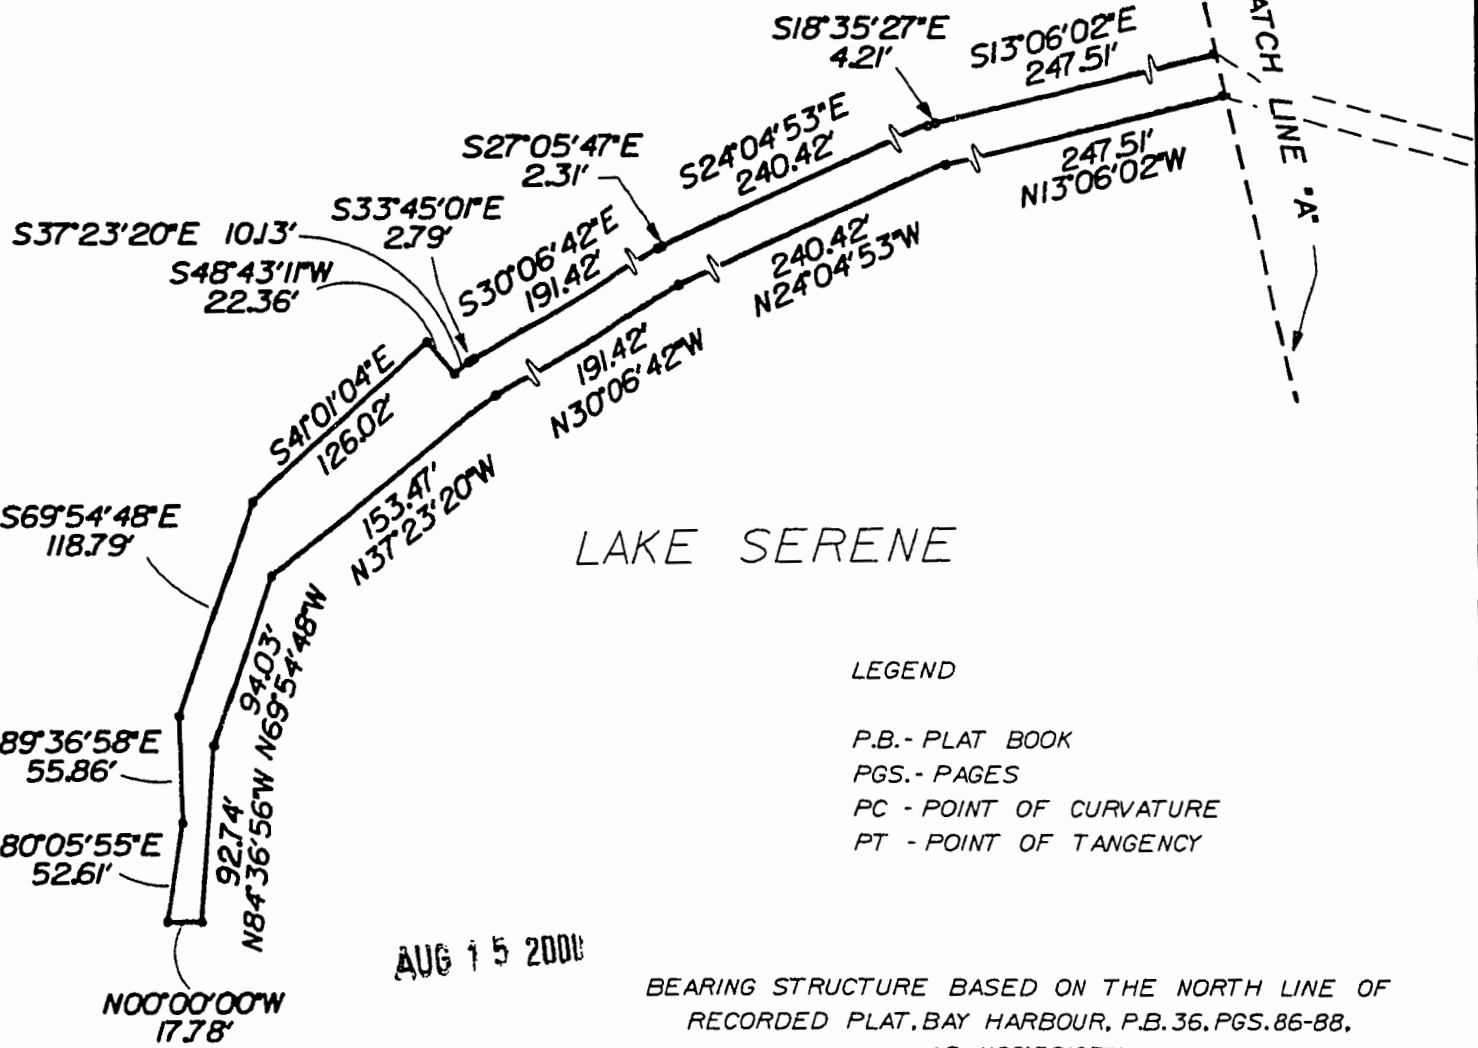 S18°35'27"E
4.21'
S13°06'02"E
247.51'
ATCH LINE "A"
S27°05'47"E
2.31'
S24°04'53"E
240.42'
247.51'
N13°06'02"W
S33°45'01"E
2.79'
S37°23'20"E 10.13'
S48°43'11"W
22.36'
S30°06'42"E
191.42'
240.42'
N24°04'53"W
191.42'
N30°06'42"W
S41°01'04"E
126.02'
153.47'
N37°23'20"W
S69°54'48"E
118.79'
LAKE SERENE
94.03'
N69°54'48"W
89°36'58"E
55.86'
80°05'55"E
52.61'
92.74'
N84°36'56"W
N00°00'00"W
17.78'
LEGEND
P.B.- PLAT BOOK
PGS.- PAGES
PC - POINT OF CURVATURE
PT - POINT OF TANGENCY
AUG 15 2000
BEARING STRUCTURE BASED ON THE NORTH LINE OF
RECORDED PLAT, BAY HARBOUR, P.B. 36, PGS. 86-88,